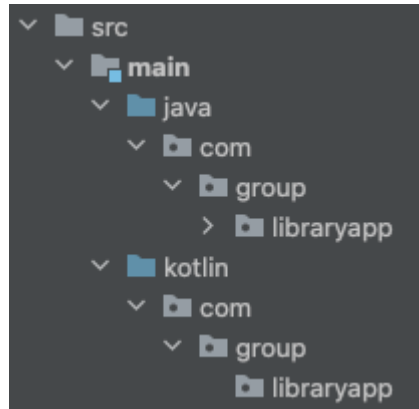 src
main
java
com
group
libraryapp
kotlin
com
group
libraryapp